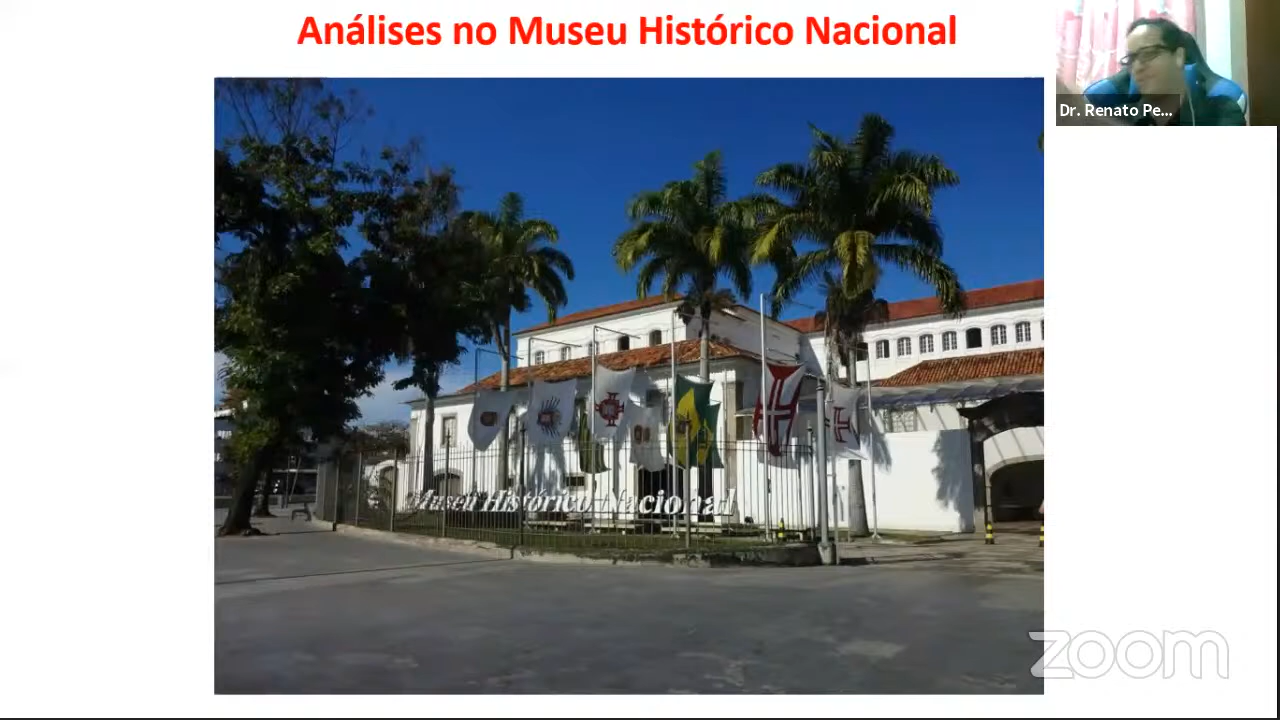 Análises no Museu Histórico Nacional
Dr. Renato Pe...
Museu Histórico Nacional
zoom